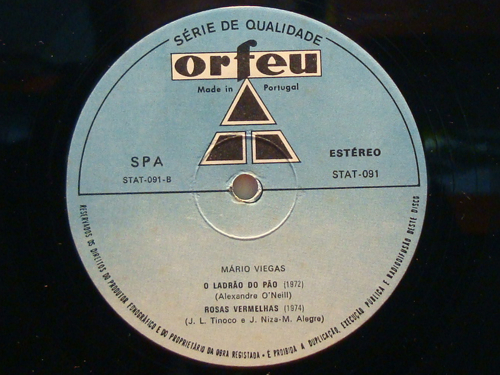 SÉRIE DE QUALIDADE
orfeu
Made in Portugal
SPA
ESTÉREO
STAT-091-B
STAT-091
MÁRIO VIEGAS
O LADRÃO DO PÃO (1972)
(Alexandre O'Neill)
ROSAS VERMELHAS (1974)
(J. L. Tinoco e J. Niza-M. Alegre)
RESERVADOS OS DIREITOS DO PRODUTOR FONOGRÁFICO E DO PROPRIETÁRIO DA OBRA REGISTADA • É PROIBIDA A DUPLICAÇÃO, EXECUÇÃO PÚBLICA E RADIODIFUSÃO DESTE DISCO